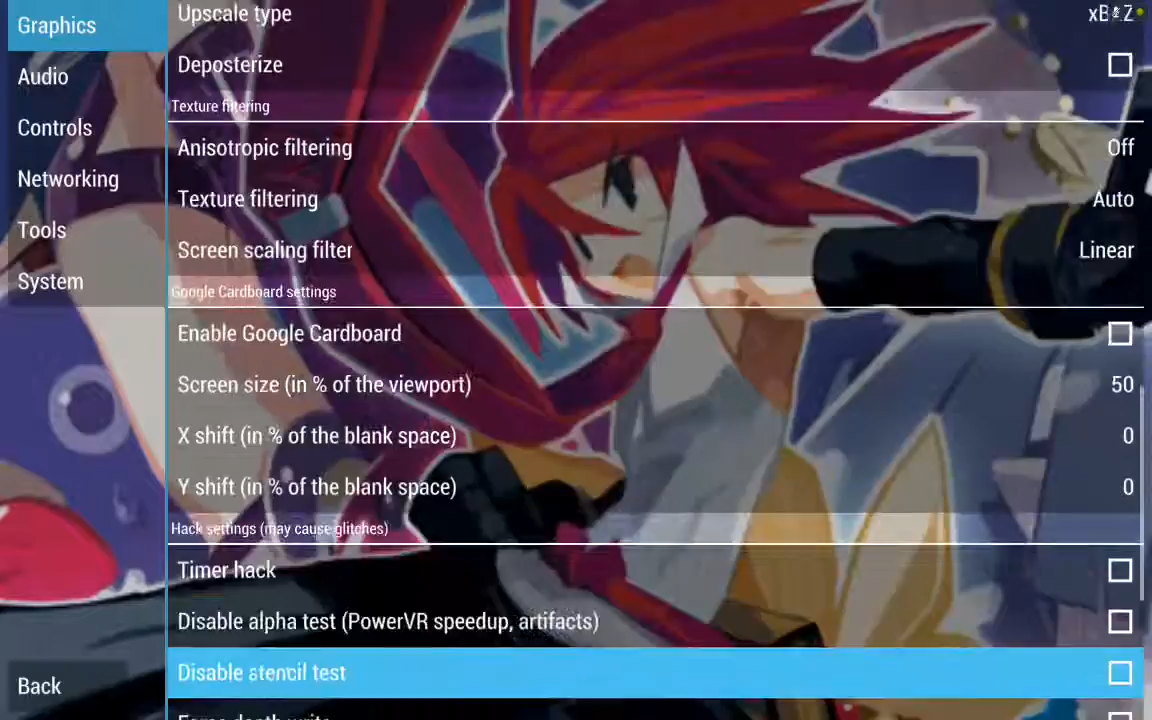 Graphics
Audio
Controls
Networking
Tools
System
Back
Upscale type
Deposterize
Texture filtering
Anisotropic filtering Off
Texture filtering Auto
Screen scaling filter Linear
Google Cardboard settings
Enable Google Cardboard
Screen size (in % of the viewport) 50
X shift (in % of the blank space) 0
Y shift (in % of the blank space) 0
Hack settings (may cause glitches)
Timer hack
Disable alpha test (PowerVR speedup, artifacts)
Disable stencil test
Force depth write